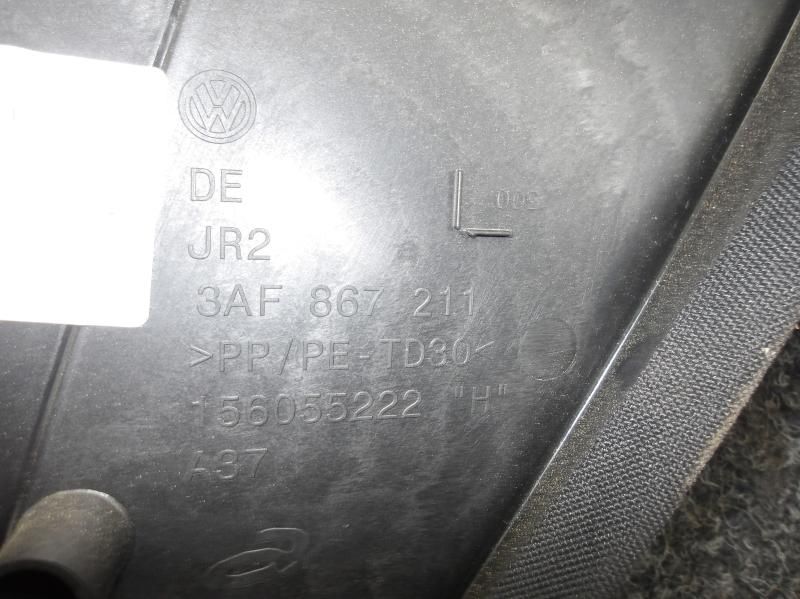 DE
L
JR2
3AF 867 211
>PP/PE-TD30<
156055222 "H"
A37